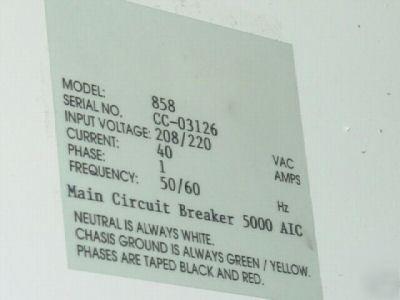 MODEL: 858
SERIAL NO. CC-03126
INPUT VOLTAGE: 208/220 VAC
CURRENT: 40 AMPS
PHASE: 1
FREQUENCY: 50/60 Hz
Main Circuit Breaker 5000 AIC
NEUTRAL IS ALWAYS WHITE.
CHASIS GROUND IS ALWAYS GREEN / YELLOW.
PHASES ARE TAPED BLACK AND RED.